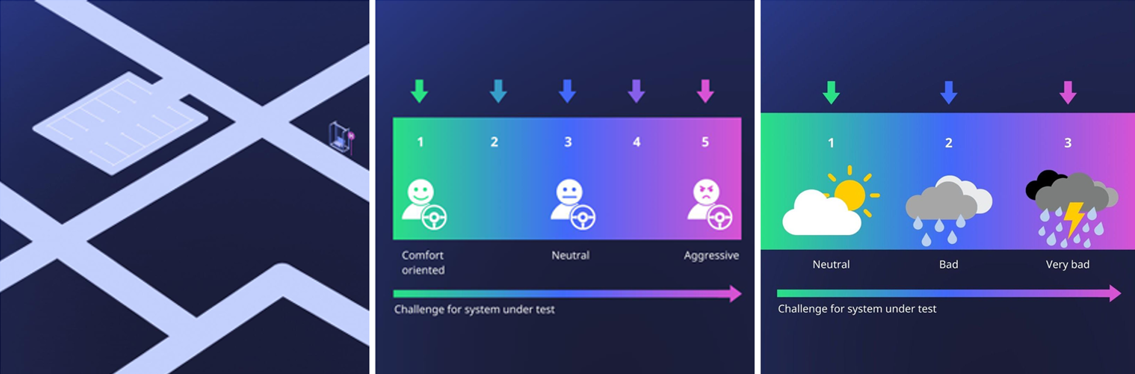 1
2
3
4
5
Comfort
oriented
Neutral
Aggressive
Challenge for system under test
1
2
3
Neutral
Bad
Very bad
Challenge for system under test